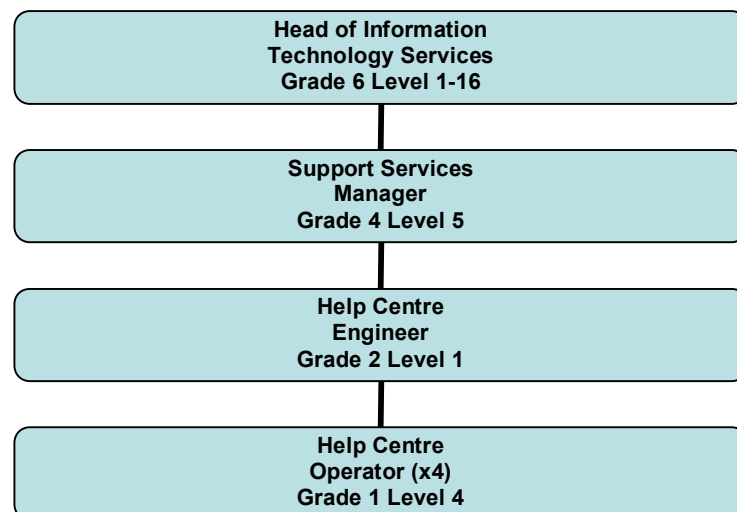 Head of Information
Technology Services
Grade 6 Level 1-16
Support Services
Manager
Grade 4 Level 5
Help Centre
Engineer
Grade 2 Level 1
Help Centre
Operator (x4)
Grade 1 Level 4